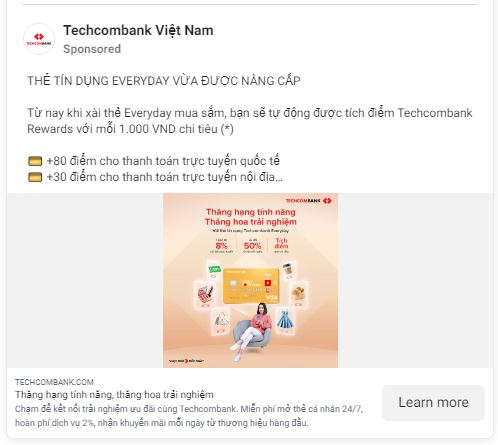 Techcombank Việt Nam
TECHCOMBANK
Sponsored
THẺ TÍN DỤNG EVERYDAY VỪA ĐƯỢC NÂNG CẤP
Từ nay khi xài thẻ Everyday mua sắm, bạn sẽ tự động được tích điểm Techcombank
Rewards với mỗi 1.000 VND chi tiêu (*)
+80 điểm cho thanh toán trực tuyến quốc tế
+30 điểm cho thanh toán trực tuyến nội địa...
TECHCOMBANK
Thăng hạng tính năng
Thăng hoa trải nghiệm
Với thẻ tín dụng Techcombank Everyday
8%
50%
Tích
điểm
VISA
TECHCOMBANK.COM
Thăng hạng tính năng, thăng hoa trải nghiệm
Chạm để kết nối trải nghiệm ưu đãi cùng Techcombank. Miễn phí mở thẻ cá nhân 24/7,
hoàn phí dịch vụ 2%, nhận khuyến mãi mỗi ngày từ thương hiệu hàng đầu.
Learn more